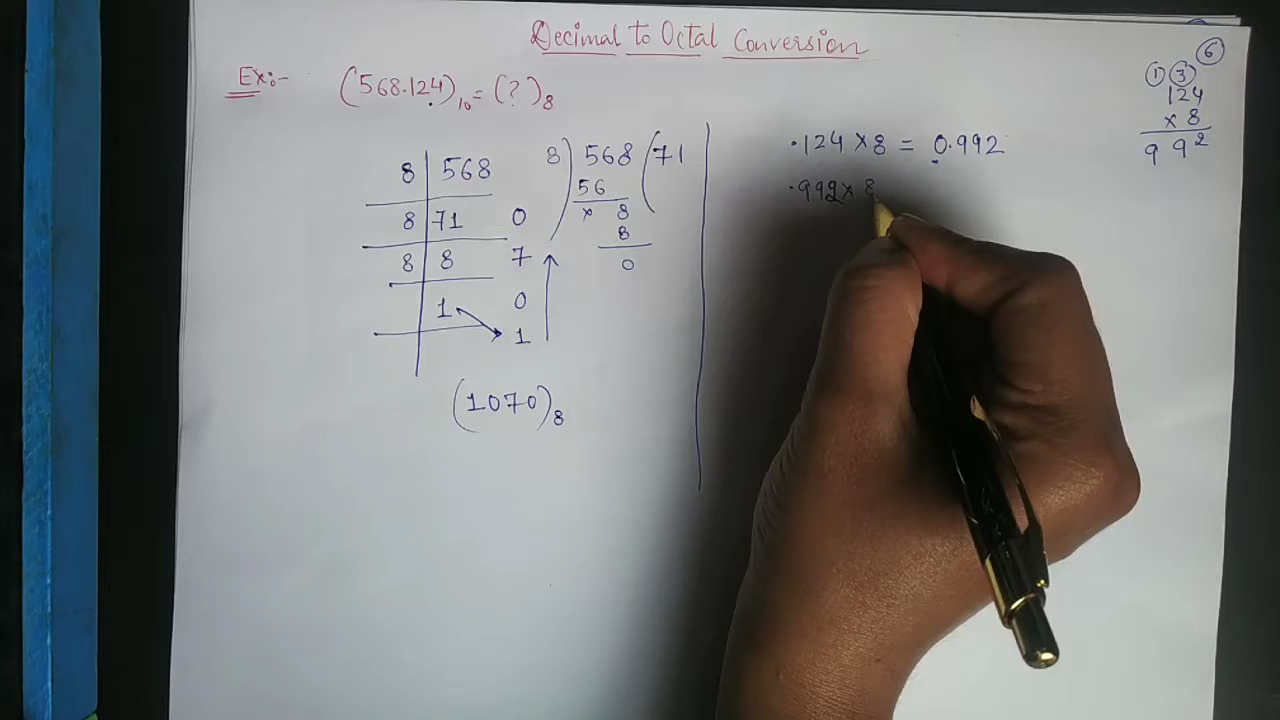 Decimal to Octal Conversion
Ex:- (568.124)10 = (?)8
8 | 568
8 | 71 0
8 | 8 7
1 0
1
(1070)8
8) 568 (71
56
x 8
8
0
.124 x 8 = 0.992
.992 x 8
6
1 3
124
x 8
992